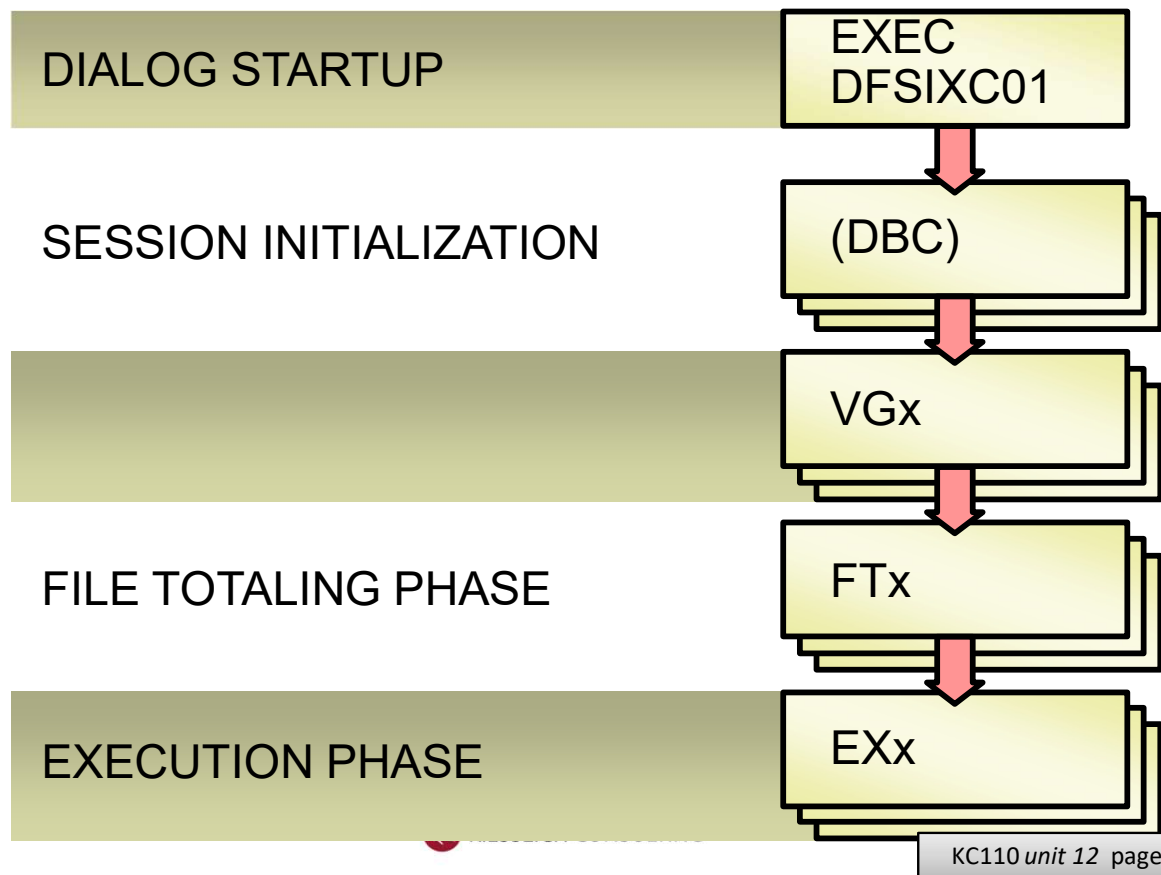 DIALOG STARTUP
EXEC
DFSIXC01
SESSION INITIALIZATION
(DBC)
VGx
FILE TOTALING PHASE
FTx
EXECUTION PHASE
EXx
KC110 unit 12 page